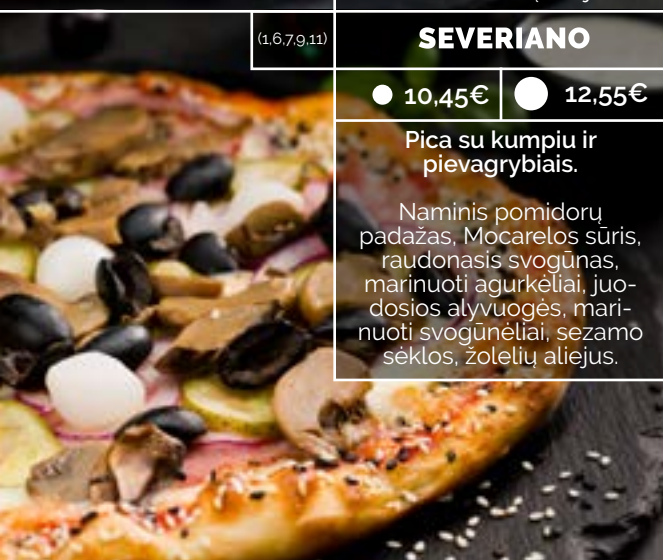 (1,6,7,9,11)
SEVERIANO
10,45€
12,55€
Pica su kumpiu ir
pievagrybiais.
Naminis pomidorų
padažas, Mocarelos sūris,
raudonasis svogūnas,
marinuoti agurkėliai, juo-
dosios alyvuogės, mari-
nuoti svogūnėliai, sezamo
sėklos, žolelių aliejus.